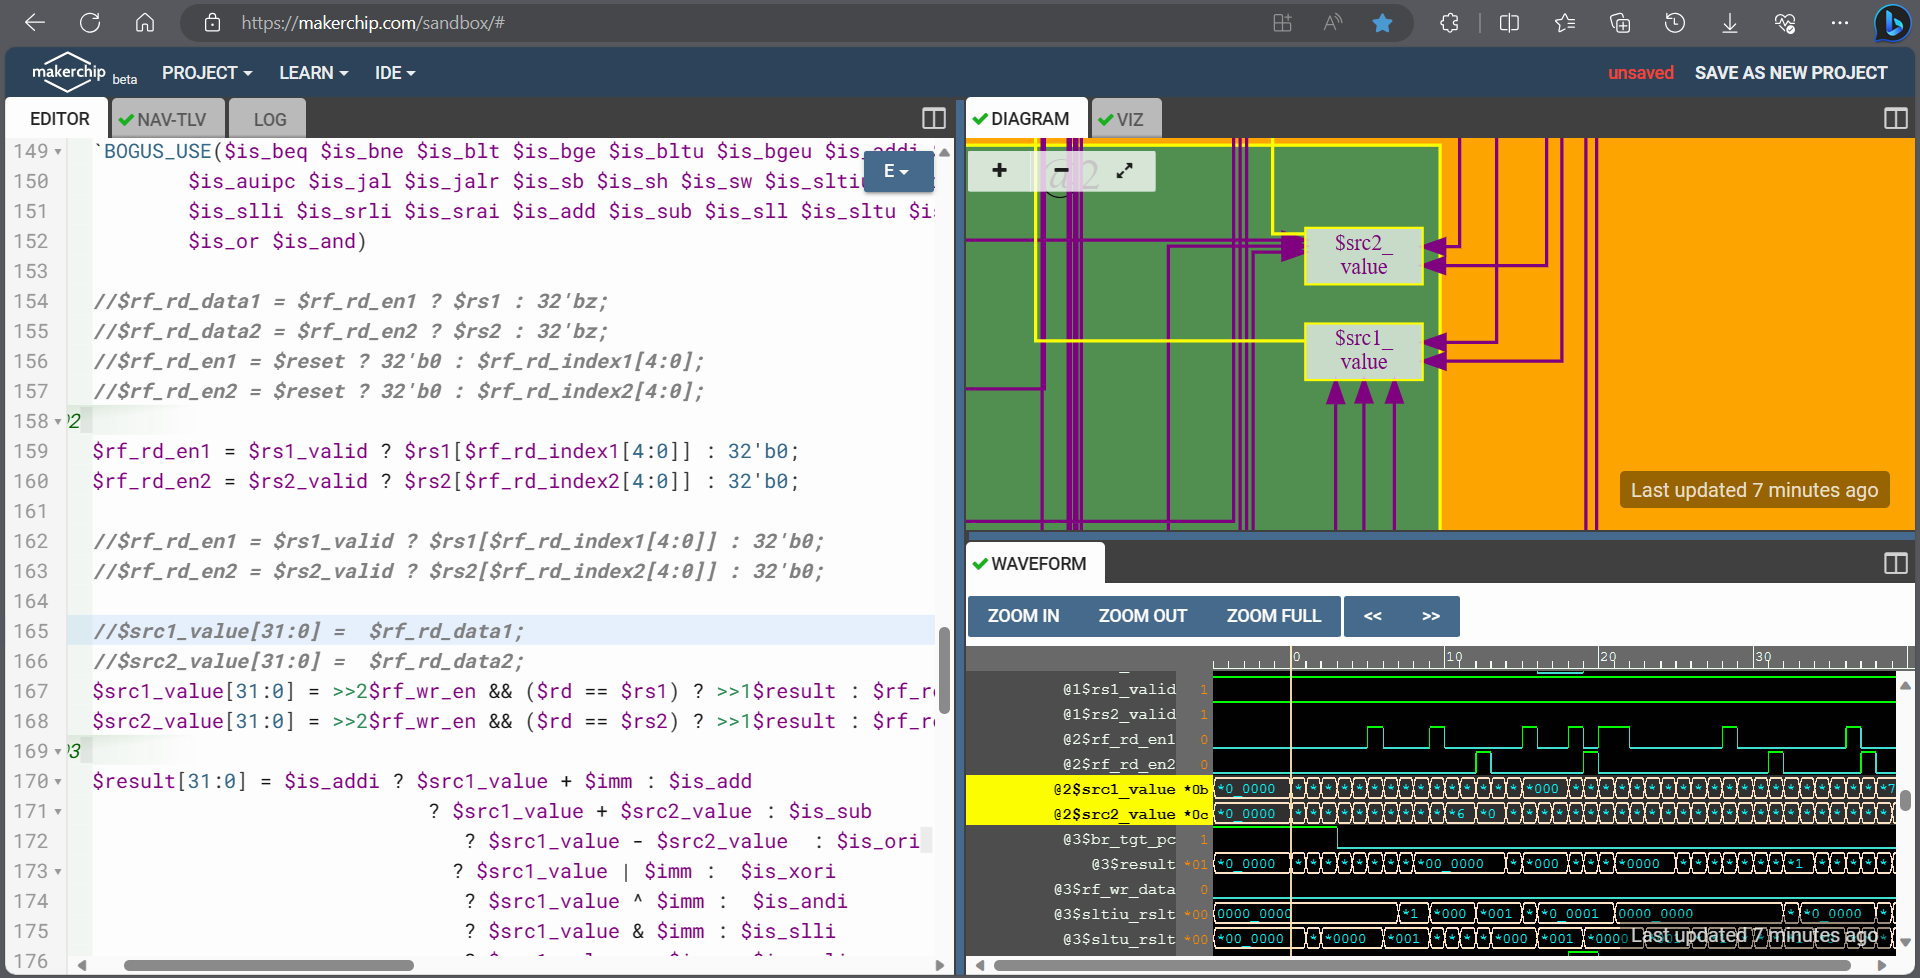 https://makerchip.com/sandbox/#
makerchip beta PROJECT LEARN IDE unsaved SAVE AS NEW PROJECT
EDITOR NAV-TLV LOG
149 `BOGUS_USE($is_beq $is_bne $is_blt $is_bge $is_bltu $is_bgeu $is_addi
E
150 $is_auipc $is_jal $is_jalr $is_sb $is_sh $is_sw $is_sltiu
151 $is_slli $is_srli $is_srai $is_add $is_sub $is_sll $is_sltu $i
152 $is_or $is_and)
153
154 //$rf_rd_data1 = $rf_rd_en1 ? $rs1 : 32'bz;
155 //$rf_rd_data2 = $rf_rd_en2 ? $rs2 : 32'bz;
156 //$rf_rd_en1 = $reset ? 32'b0 : $rf_rd_index1[4:0];
157 //$rf_rd_en2 = $reset ? 32'b0 : $rf_rd_index2[4:0];
158 2
159 $rf_rd_en1 = $rs1_valid ? $rs1[$rf_rd_index1[4:0]] : 32'b0;
160 $rf_rd_en2 = $rs2_valid ? $rs2[$rf_rd_index2[4:0]] : 32'b0;
161
162 //$rf_rd_en1 = $rs1_valid ? $rs1[$rf_rd_index1[4:0]] : 32'b0;
163 //$rf_rd_en2 = $rs2_valid ? $rs2[$rf_rd_index2[4:0]] : 32'b0;
164
165 //$src1_value[31:0] =  $rf_rd_data1;
166 //$src2_value[31:0] =  $rf_rd_data2;
167 $src1_value[31:0] = >>2$rf_wr_en && ($rd == $rs1) ? >>1$result : $rf_r
168 $src2_value[31:0] = >>2$rf_wr_en && ($rd == $rs2) ? >>1$result : $rf_r
169 3
170 $result[31:0] = $is_addi ? $src1_value + $imm : $is_add
171 ? $src1_value + $src2_value : $is_sub
172 ? $src1_value - $src2_value  : $is_ori
173 ? $src1_value | $imm :  $is_xori
174 ? $src1_value ^ $imm :  $is_andi
175 ? $src1_value & $imm : $is_slli
176
DIAGRAM VIZ
+ − @2
$src2_
value
$src1_
value
Last updated 7 minutes ago
WAVEFORM
ZOOM IN ZOOM OUT ZOOM FULL << >>
0 10 20 30
@1$rs1_valid 1
@1$rs2_valid 1
@2$rf_rd_en1 0
@2$rf_rd_en2 0
@2$src1_value *0b *0_0000 *000 *7
@2$src2_value *0c *0_0000 *6 *0
@3$br_tgt_pc 1
@3$result *01 *0_0000 *00_0000 *000 *0000 *1
@3$rf_wr_data 0
@3$sltiu_rslt *00 0000_0000 *1 *000 *001 *0_0001 0000_0000 *0_0000
@3$sltu_rslt *00 *00_0000 *0000 *001 *000 *001 *0000
Last updated 7 minutes ago